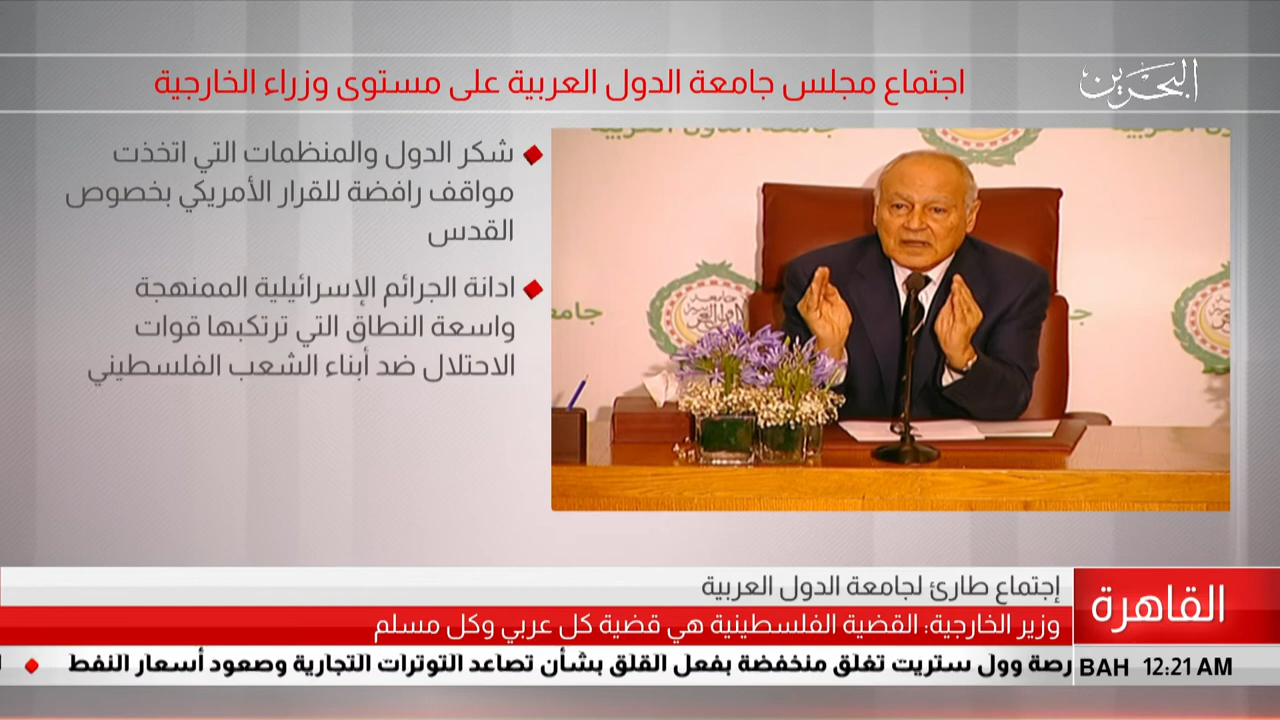 البحرين
اجتماع مجلس جامعة الدول العربية على مستوى وزراء الخارجية
شكر الدول والمنظمات التي اتخذت
مواقف رافضة للقرار الأمريكي بخصوص
القدس
ادانة الجرائم الإسرائيلية الممنهجة
واسعة النطاق التي ترتكبها قوات
الاحتلال ضد أبناء الشعب الفلسطيني
جامعة الدول العربية
القاهرة
إجتماع طارئ لجامعة الدول العربية
وزير الخارجية: القضية الفلسطينية هي قضية كل عربي وكل مسلم
BAH 12:21 AM
رصة وول ستريت تغلق منخفضة بفعل القلق بشأن تصاعد التوترات التجارية وصعود أسعار النفط